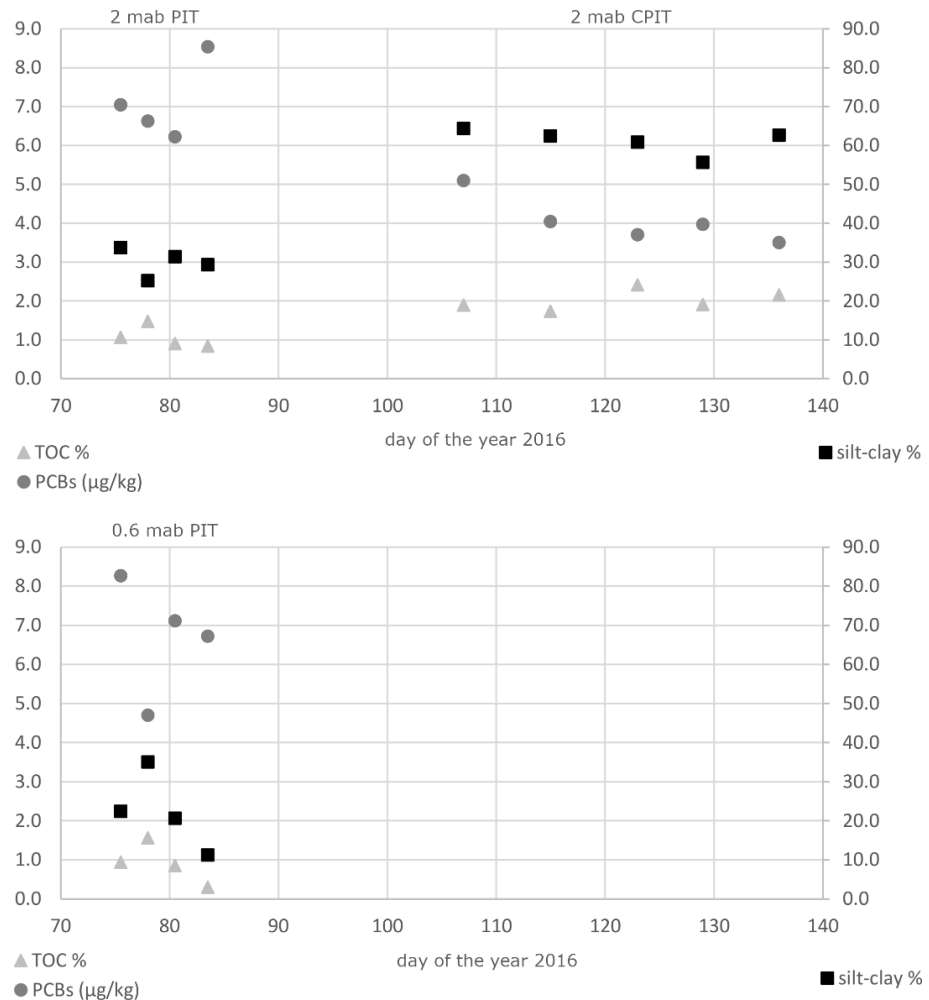 2 mab PIT 2 mab CPIT
9.0 90.0
8.0 80.0
7.0 70.0
6.0 60.0
5.0 50.0
4.0 40.0
3.0 30.0
2.0 20.0
1.0 10.0
0.0 0.0
70 80 90 100 110 120 130 140
day of the year 2016
TOC % silt-clay %
PCBs (µg/kg)
0.6 mab PIT
9.0 90.0
8.0 80.0
7.0 70.0
6.0 60.0
5.0 50.0
4.0 40.0
3.0 30.0
2.0 20.0
1.0 10.0
0.0 0.0
70 80 90 100 110 120 130 140
day of the year 2016
TOC % silt-clay %
PCBs (µg/kg)